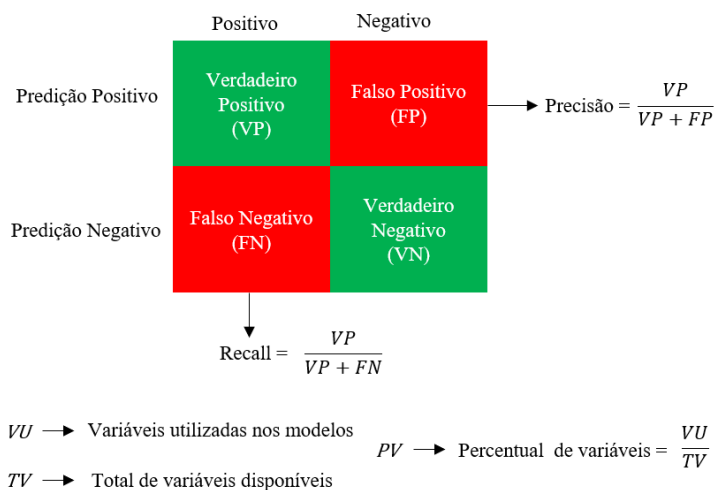 Positivo Negativo
Predição Positivo
Verdadeiro
Positivo
(VP)
Falso Positivo
(FP)
Precisão = VP / VP + FP
Predição Negativo
Falso Negativo
(FN)
Verdadeiro
Negativo
(VN)
Recall = VP / VP + FN
VU → Variáveis utilizadas nos modelos
PV → Percentual de variáveis = VU / TV
TV → Total de variáveis disponíveis